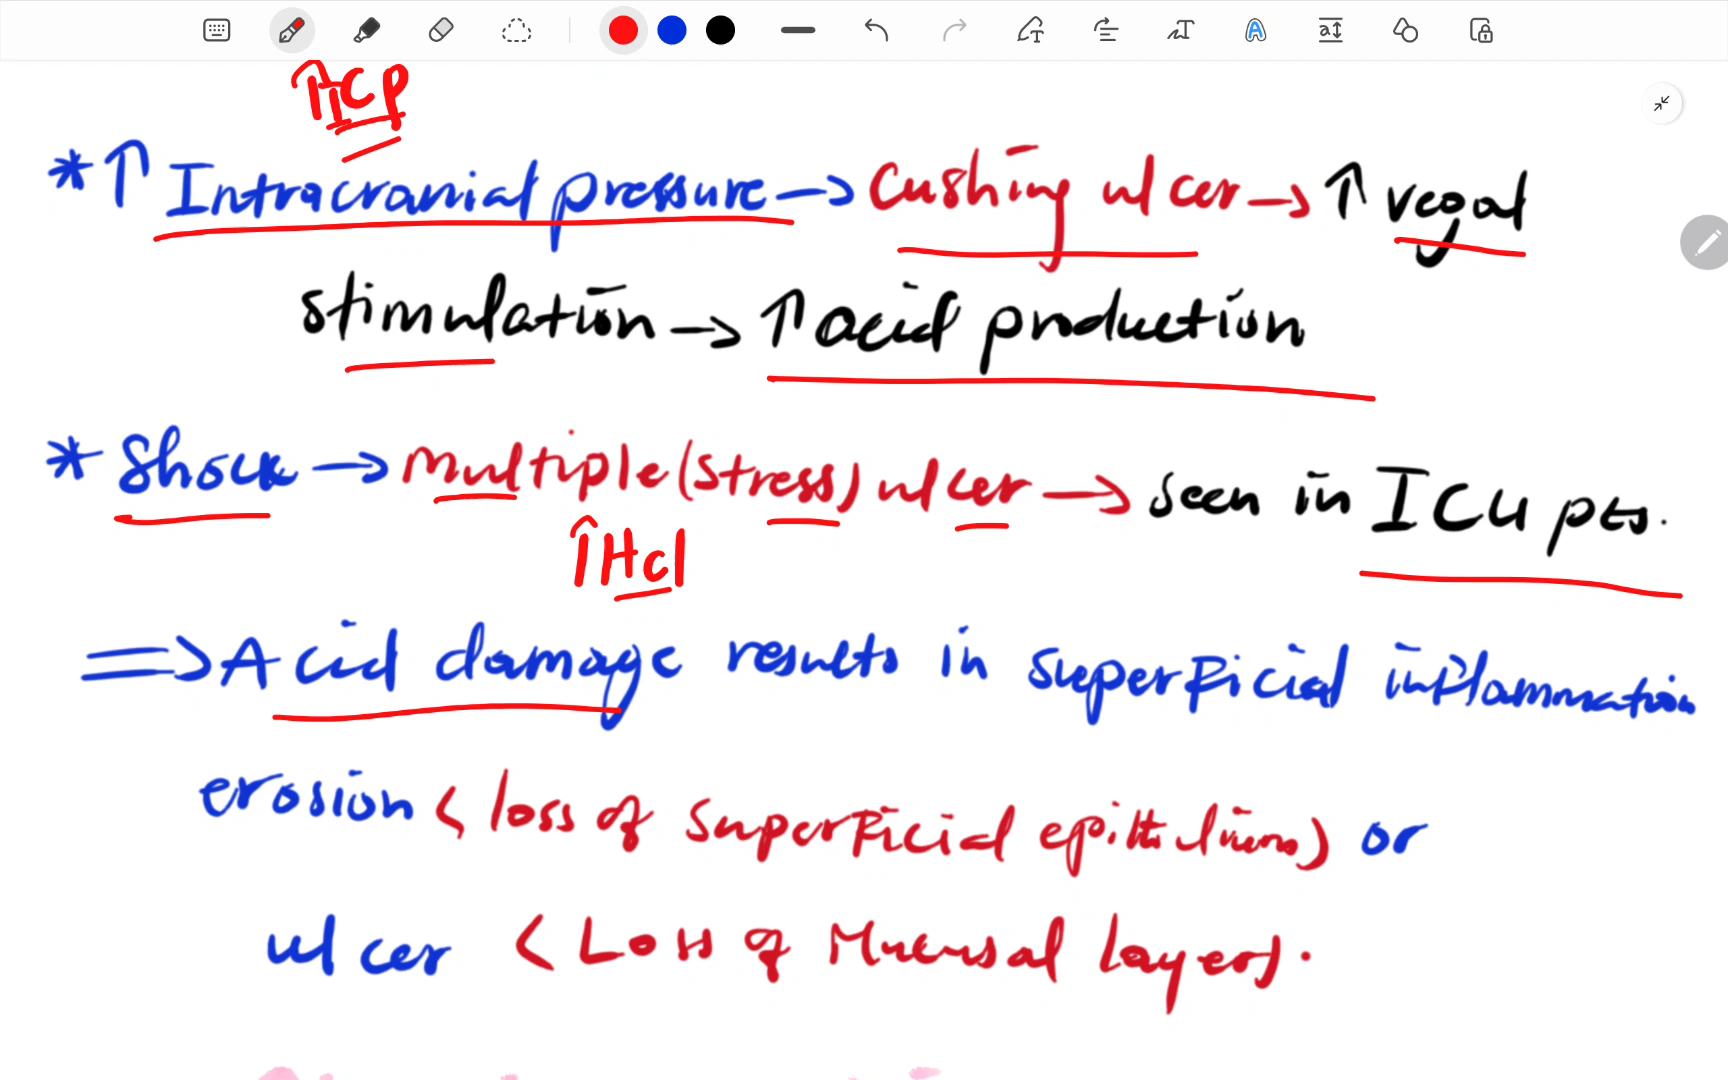 ↑ICP
* ↑ Intracranial pressure → Cushing ulcer → ↑ vegal
stimulation → ↑ acid production
* Shock → Multiple (stress) ulcer → seen in ICU pts.
↑Hcl
⇒ Acid damage results in superficial inflammation
erosion (loss of superficial epithelium) or
ulcer (Loss of Mucosal layer).